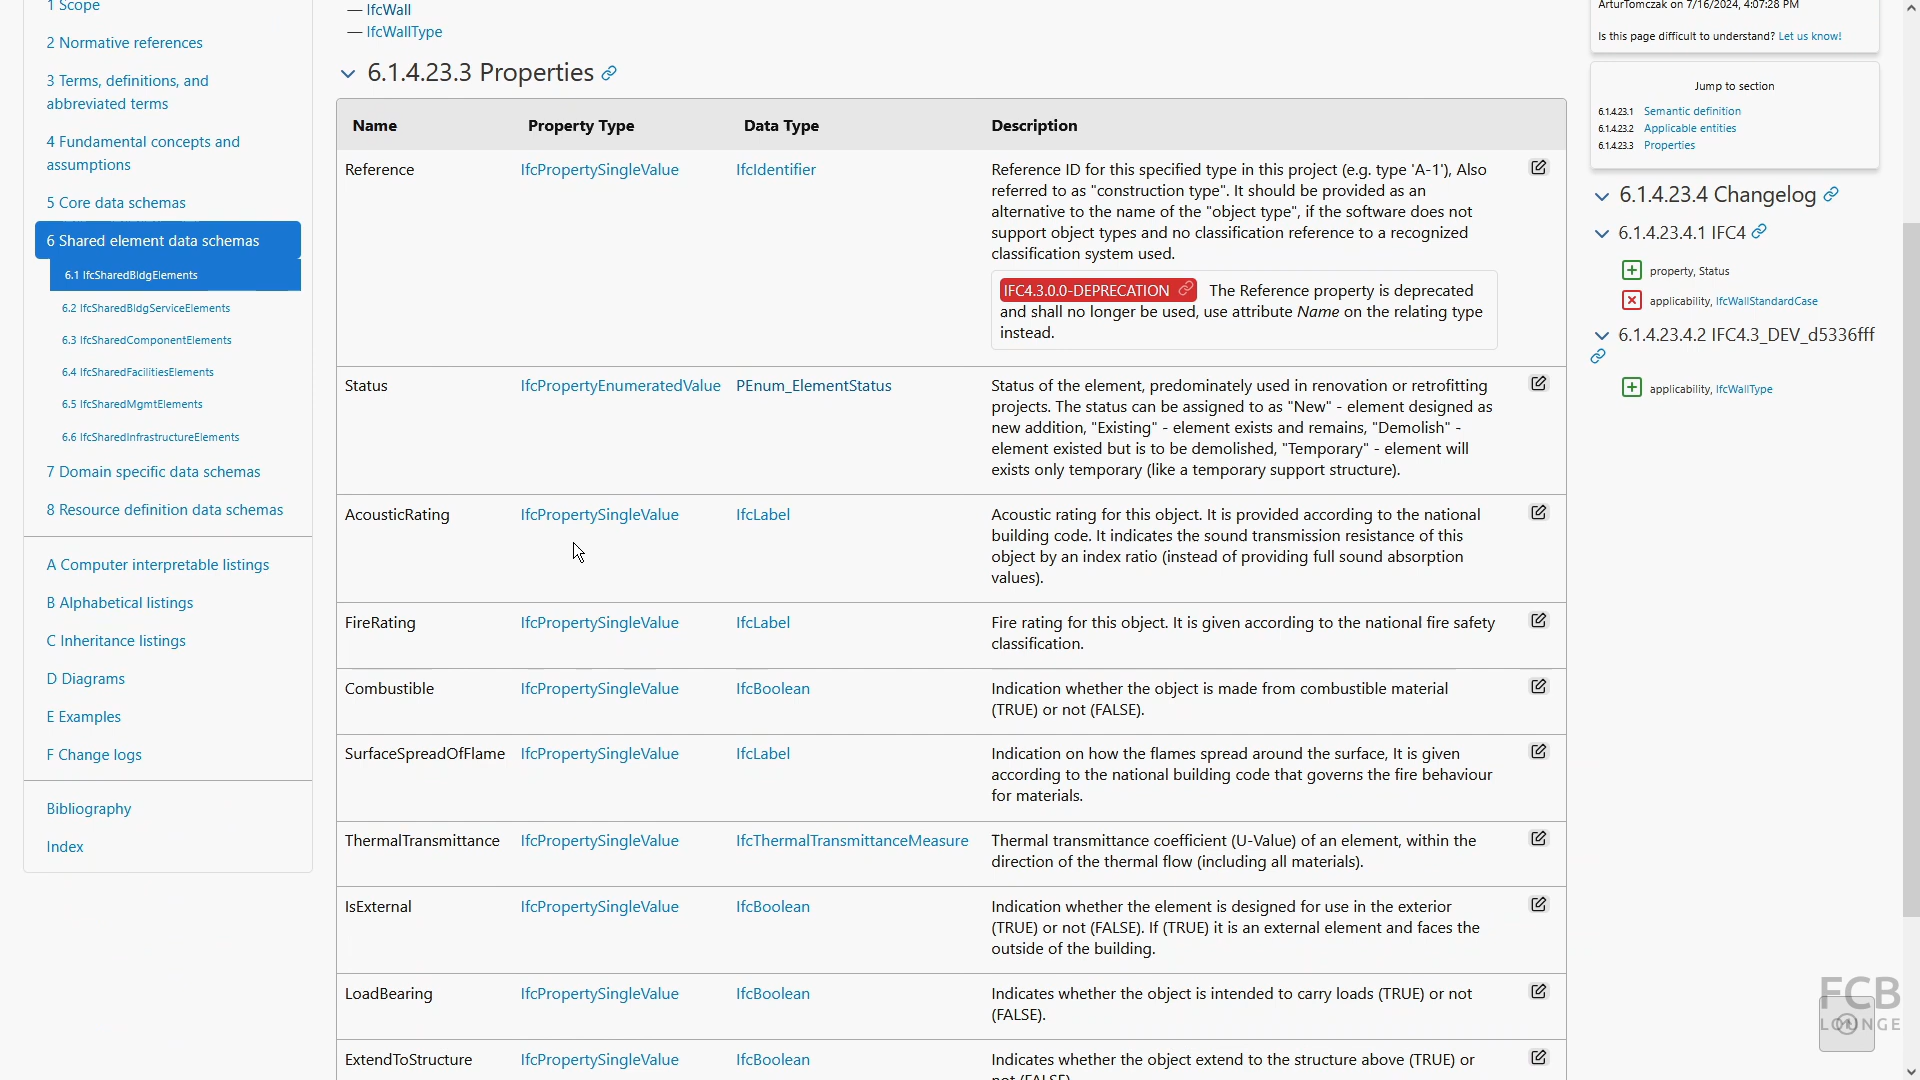 1 Scope
2 Normative references
3 Terms, definitions, and
abbreviated terms
4 Fundamental concepts and
assumptions
5 Core data schemas
6 Shared element data schemas
6.1 IfcSharedBldgElements
6.2 IfcSharedBldgServiceElements
6.3 IfcSharedComponentElements
6.4 IfcSharedFacilitiesElements
6.5 IfcSharedMgmtElements
6.6 IfcSharedInfrastructureElements
7 Domain specific data schemas
8 Resource definition data schemas
A Computer interpretable listings
B Alphabetical listings
C Inheritance listings
D Diagrams
E Examples
F Change logs
Bibliography
Index
— IfcWall
— IfcWallType
6.1.4.23.3 Properties
Name Property Type Data Type Description
Reference IfcPropertySingleValue IfcIdentifier Reference ID for this specified type in this project (e.g. type 'A-1'), Also
referred to as "construction type". It should be provided as an
alternative to the name of the "object type", if the software does not
support object types and no classification reference to a recognized
classification system used.
IFC4.3.0.0-DEPRECATION The Reference property is deprecated
and shall no longer be used, use attribute Name on the relating type
instead.
Status IfcPropertyEnumeratedValue PEnum_ElementStatus Status of the element, predominately used in renovation or retrofitting
projects. The status can be assigned to as "New" - element designed as
new addition, "Existing" - element exists and remains, "Demolish" -
element existed but is to be demolished, "Temporary" - element will
exists only temporary (like a temporary support structure).
AcousticRating IfcPropertySingleValue IfcLabel Acoustic rating for this object. It is provided according to the national
building code. It indicates the sound transmission resistance of this
object by an index ratio (instead of providing full sound absorption
values).
FireRating IfcPropertySingleValue IfcLabel Fire rating for this object. It is given according to the national fire safety
classification.
Combustible IfcPropertySingleValue IfcBoolean Indication whether the object is made from combustible material
(TRUE) or not (FALSE).
SurfaceSpreadOfFlame IfcPropertySingleValue IfcLabel Indication on how the flames spread around the surface, It is given
according to the national building code that governs the fire behaviour
for materials.
ThermalTransmittance IfcPropertySingleValue IfcThermalTransmittanceMeasure Thermal transmittance coefficient (U-Value) of an element, within the
direction of the thermal flow (including all materials).
IsExternal IfcPropertySingleValue IfcBoolean Indication whether the element is designed for use in the exterior
(TRUE) or not (FALSE). If (TRUE) it is an external element and faces the
outside of the building.
LoadBearing IfcPropertySingleValue IfcBoolean Indicates whether the object is intended to carry loads (TRUE) or not
(FALSE).
ExtendToStructure IfcPropertySingleValue IfcBoolean Indicates whether the object extend to the structure above (TRUE) or
not (FALSE).
ArturTomczak on 7/16/2024, 4:07:28 PM
Is this page difficult to understand? Let us know!
Jump to section
6.1.4.23.1 Semantic definition
6.1.4.23.2 Applicable entities
6.1.4.23.3 Properties
6.1.4.23.4 Changelog
6.1.4.23.4.1 IFC4
property, Status
applicability, IfcWallStandardCase
6.1.4.23.4.2 IFC4.3_DEV_d5336fff
applicability, IfcWallType
FCB
LOUNGE